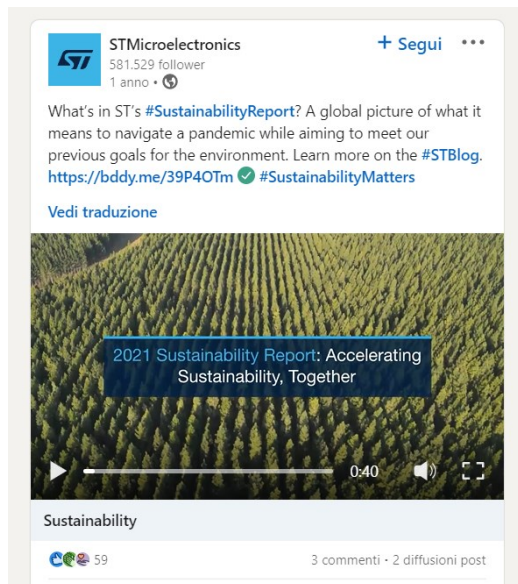 STMicroelectronics
+ Segui
581.529 follower
1 anno •
What's in ST's #SustainabilityReport? A global picture of what it
means to navigate a pandemic while aiming to meet our
previous goals for the environment. Learn more on the #STBlog.
https://bddy.me/39P4OTm #SustainabilityMatters
Vedi traduzione
2021 Sustainability Report: Accelerating
Sustainability, Together
0:40
Sustainability
59
3 commenti • 2 diffusioni post